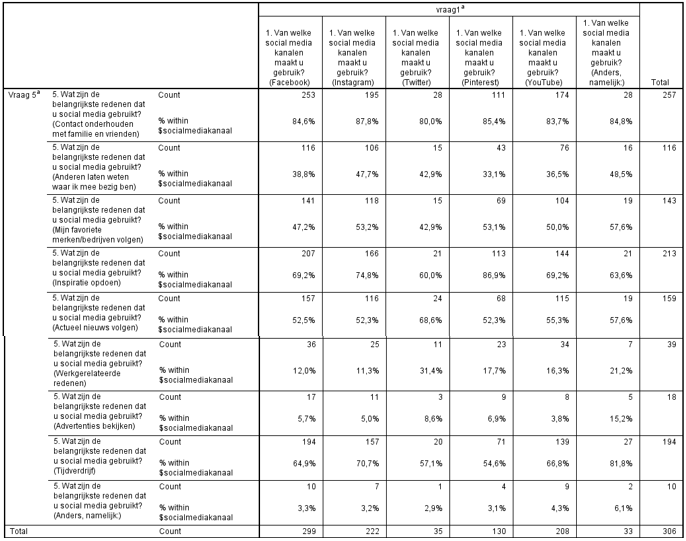 vraag1ª
1. Van welke social media kanalen maakt u gebruik? (Facebook)
1. Van welke social media kanalen maakt u gebruik? (Instagram)
1. Van welke social media kanalen maakt u gebruik? (Twitter)
1. Van welke social media kanalen maakt u gebruik? (Pinterest)
1. Van welke social media kanalen maakt u gebruik? (YouTube)
1. Van welke social media kanalen maakt u gebruik? (Anders, namelijk:)
Total
Vraag 5ª
5. Wat zijn de belangrijkste redenen dat u social media gebruikt? (Contact onderhouden met familie en vrienden)
Count 253 195 28 111 174 28 257
% within $socialmediakanaal 84,6% 87,8% 80,0% 85,4% 83,7% 84,8%
5. Wat zijn de belangrijkste redenen dat u social media gebruikt? (Anderen laten weten waar ik mee bezig ben)
Count 116 106 15 43 76 16 116
% within $socialmediakanaal 38,8% 47,7% 42,9% 33,1% 36,5% 48,5%
5. Wat zijn de belangrijkste redenen dat u social media gebruikt? (Mijn favoriete merken/bedrijven volgen)
Count 141 118 15 69 104 19 143
% within $socialmediakanaal 47,2% 53,2% 42,9% 53,1% 50,0% 57,6%
5. Wat zijn de belangrijkste redenen dat u social media gebruikt? (Inspiratie opdoen)
Count 207 166 21 113 144 21 213
% within $socialmediakanaal 69,2% 74,8% 60,0% 86,9% 69,2% 63,6%
5. Wat zijn de belangrijkste redenen dat u social media gebruikt? (Actueel nieuws volgen)
Count 157 116 24 68 115 19 159
% within $socialmediakanaal 52,5% 52,3% 68,6% 52,3% 55,3% 57,6%
5. Wat zijn de belangrijkste redenen dat u social media gebruikt? (Werkgerelateerde redenen)
Count 36 25 11 23 34 7 39
% within $socialmediakanaal 12,0% 11,3% 31,4% 17,7% 16,3% 21,2%
5. Wat zijn de belangrijkste redenen dat u social media gebruikt? (Advertenties bekijken)
Count 17 11 3 9 8 5 18
% within $socialmediakanaal 5,7% 5,0% 8,6% 6,9% 3,8% 15,2%
5. Wat zijn de belangrijkste redenen dat u social media gebruikt? (Tijdverdrijf)
Count 194 157 20 71 139 27 194
% within $socialmediakanaal 64,9% 70,7% 57,1% 54,6% 66,8% 81,8%
5. Wat zijn de belangrijkste redenen dat u social media gebruikt? (Anders, namelijk:)
Count 10 7 1 4 9 2 10
% within $socialmediakanaal 3,3% 3,2% 2,9% 3,1% 4,3% 6,1%
Total Count 299 222 35 130 208 33 306